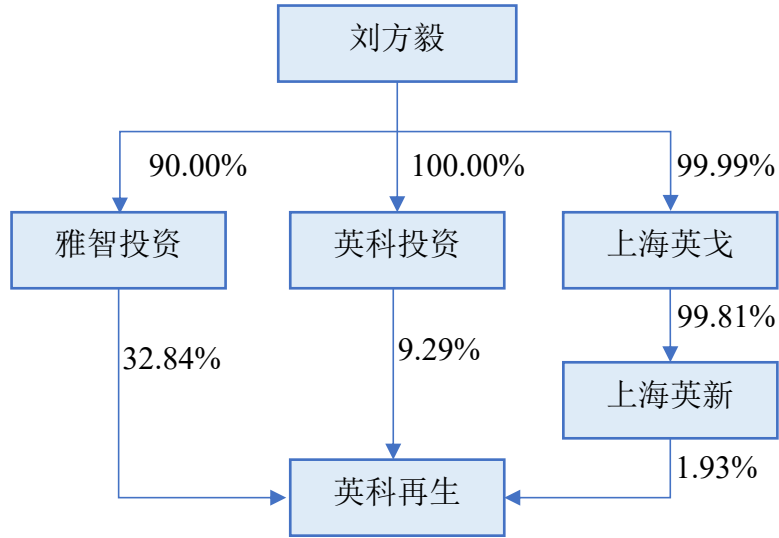 刘方毅
90.00%
100.00%
99.99%
雅智投资
英科投资
上海英戈
99.81%
32.84%
9.29%
上海英新
1.93%
英科再生